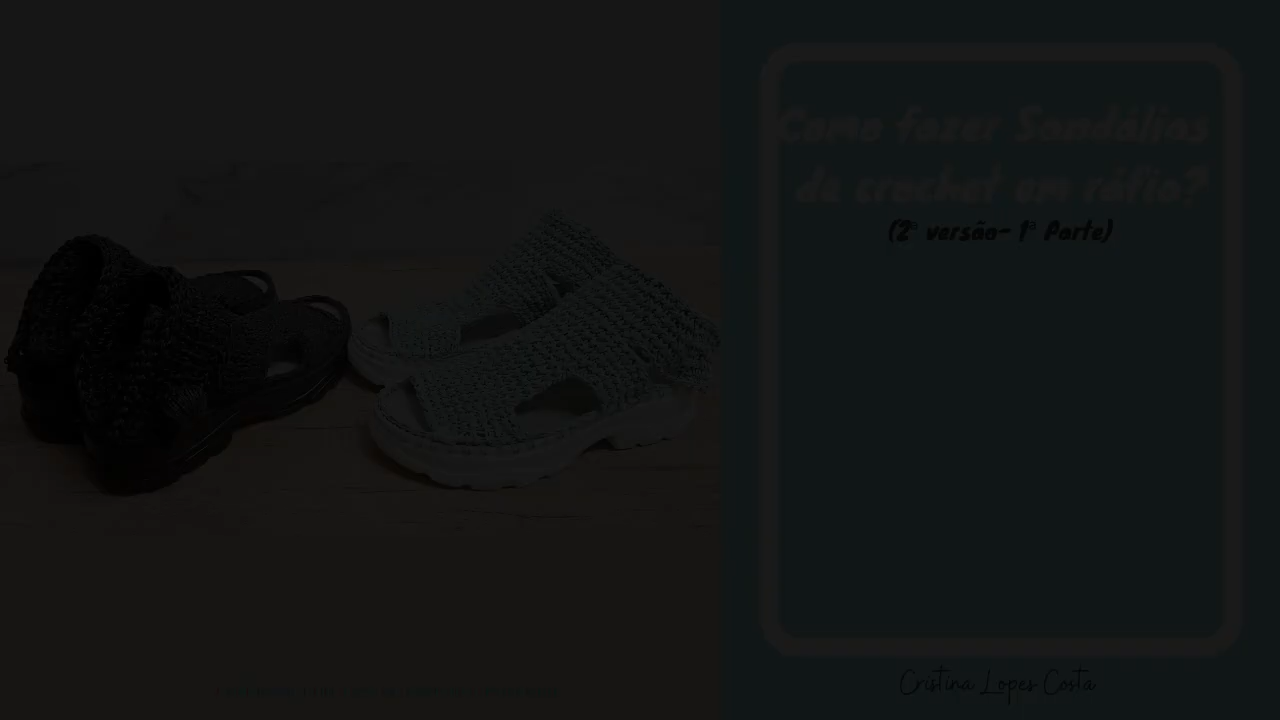 Como fazer Sandálias
de crochet em ráfia?
(2ª versão- 1ª Parte)
Cristina Lopes Costa